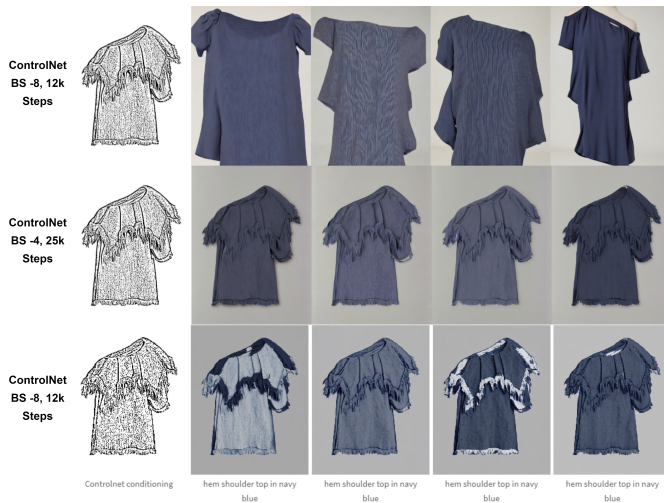 ControlNet
BS -8, 12k
Steps
ControlNet
BS -4, 25k
Steps
ControlNet
BS -8, 12k
Steps
Controlnet conditioning
hem shoulder top in navy
blue
hem shoulder top in navy
blue
hem shoulder top in navy
blue
hem shoulder top in navy
blue